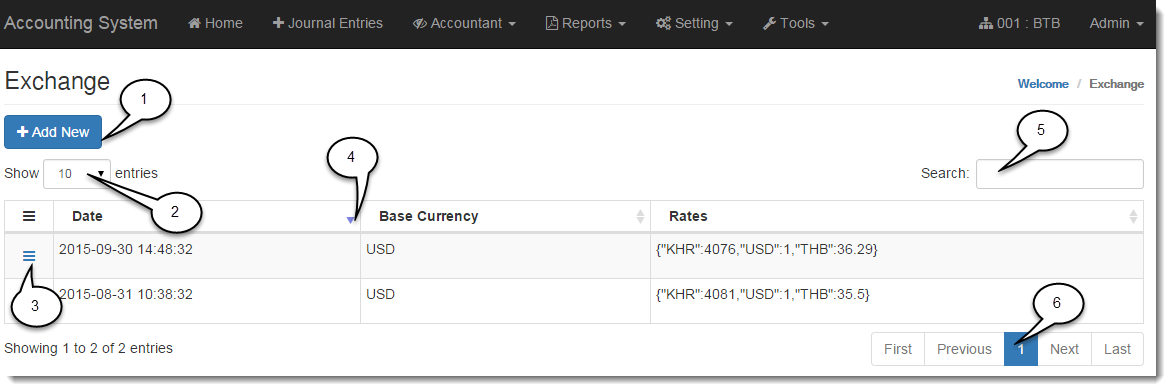 Accounting System Home Journal Entries Accountant Reports Setting Tools 001 : BTB Admin
Exchange Welcome / Exchange
1
Add New
5
4
Show 10 entries Search:
2
Date Base Currency Rates
2015-09-30 14:48:32 USD {"KHR":4076,"USD":1,"THB":36.29}
3
2015-08-31 10:38:32 USD {"KHR":4081,"USD":1,"THB":35.5}
6
Showing 1 to 2 of 2 entries First Previous 1 Next Last